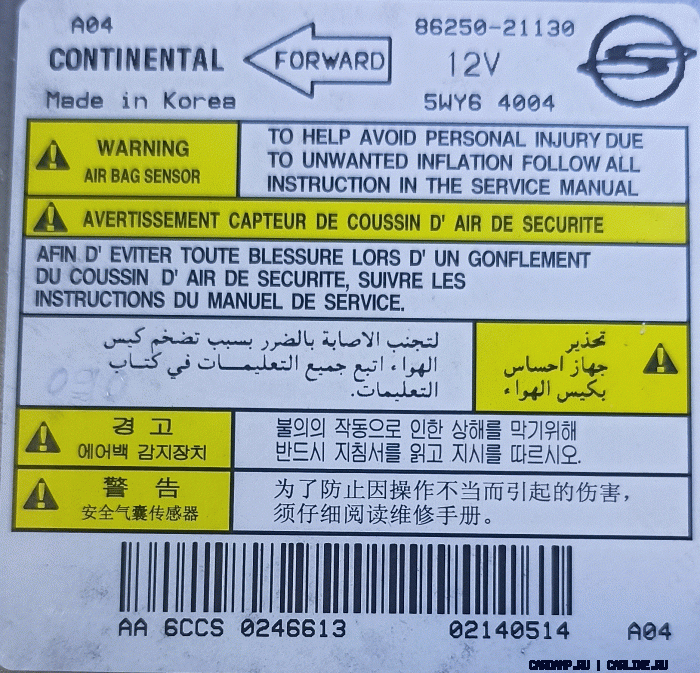 A04
86250-21130
CONTINENTAL
FORWARD
12V
Made in Korea
5WY6 4004
WARNING
AIR BAG SENSOR
TO HELP AVOID PERSONAL INJURY DUE
TO UNWANTED INFLATION FOLLOW ALL
INSTRUCTION IN THE SERVICE MANUAL
AVERTISSEMENT CAPTEUR DE COUSSIN D' AIR DE SECURITE
AFIN D' EVITER TOUTE BLESSURE LORS D' UN GONFLEMENT
DU COUSSIN D' AIR DE SECURITE, SUIVRE LES
INSTRUCTIONS DU MANUEL DE SERVICE.
تحذير
جهاز احساس
بكيس الهواء
لتجنب الاصابة بالضرر بسبب تضخم كيس
الهواء اتبع جميع التعليمات في كتاب
التعليمات.
경 고
에어백 감지장치
불의의 작동으로 인한 상해를 막기위해
반드시 지침서를 읽고 지시를 따르시오.
警 告
安全气囊传感器
为了防止因操作不当而引起的伤害，
须仔细阅读维修手册。
AA 6CCS 0246613
02140514
A04
CARDAMP.RU | CARLINE.RU